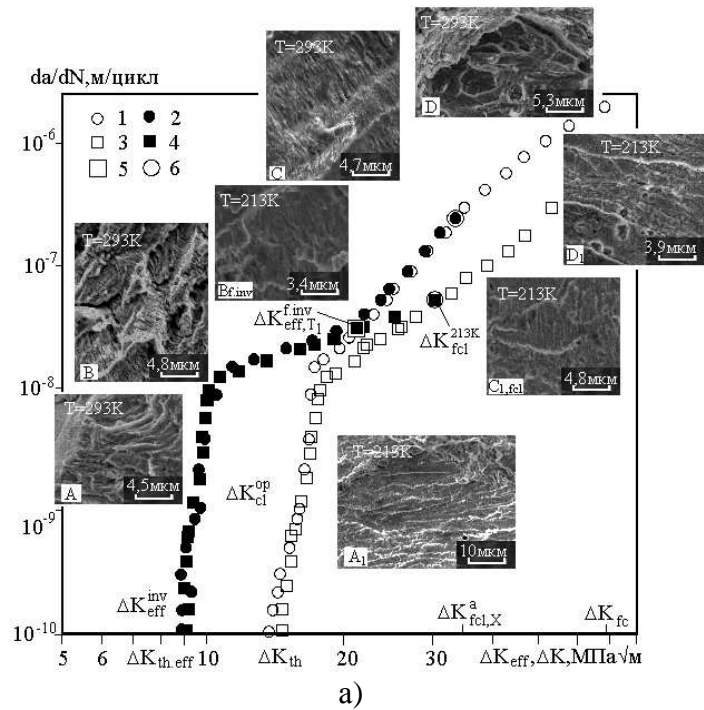 da/dN,м/цикл
1 2
3 4
5 6
T=293K
4,7мкм
C
T=293K
5,3мкм
D
T=213K
3,9мкм
D₁
T=213K
3,4мкм
Bf.inv
T=293K
4,8мкм
B
T=213K
4,8мкм
C1,fcl
T=293K
4,5мкм
A
T=213K
10мкм
A₁
ΔK f.inv eff,T₁
ΔK 213K fcl
ΔK op cl
ΔK inv eff
ΔK a fcl,X
ΔK fc
10⁻⁶
10⁻⁷
10⁻⁸
10⁻⁹
10⁻¹⁰
5 6 7 ΔK th.eff 10 ΔK th 20 30 ΔK eff, ΔK,МПа√м
а)